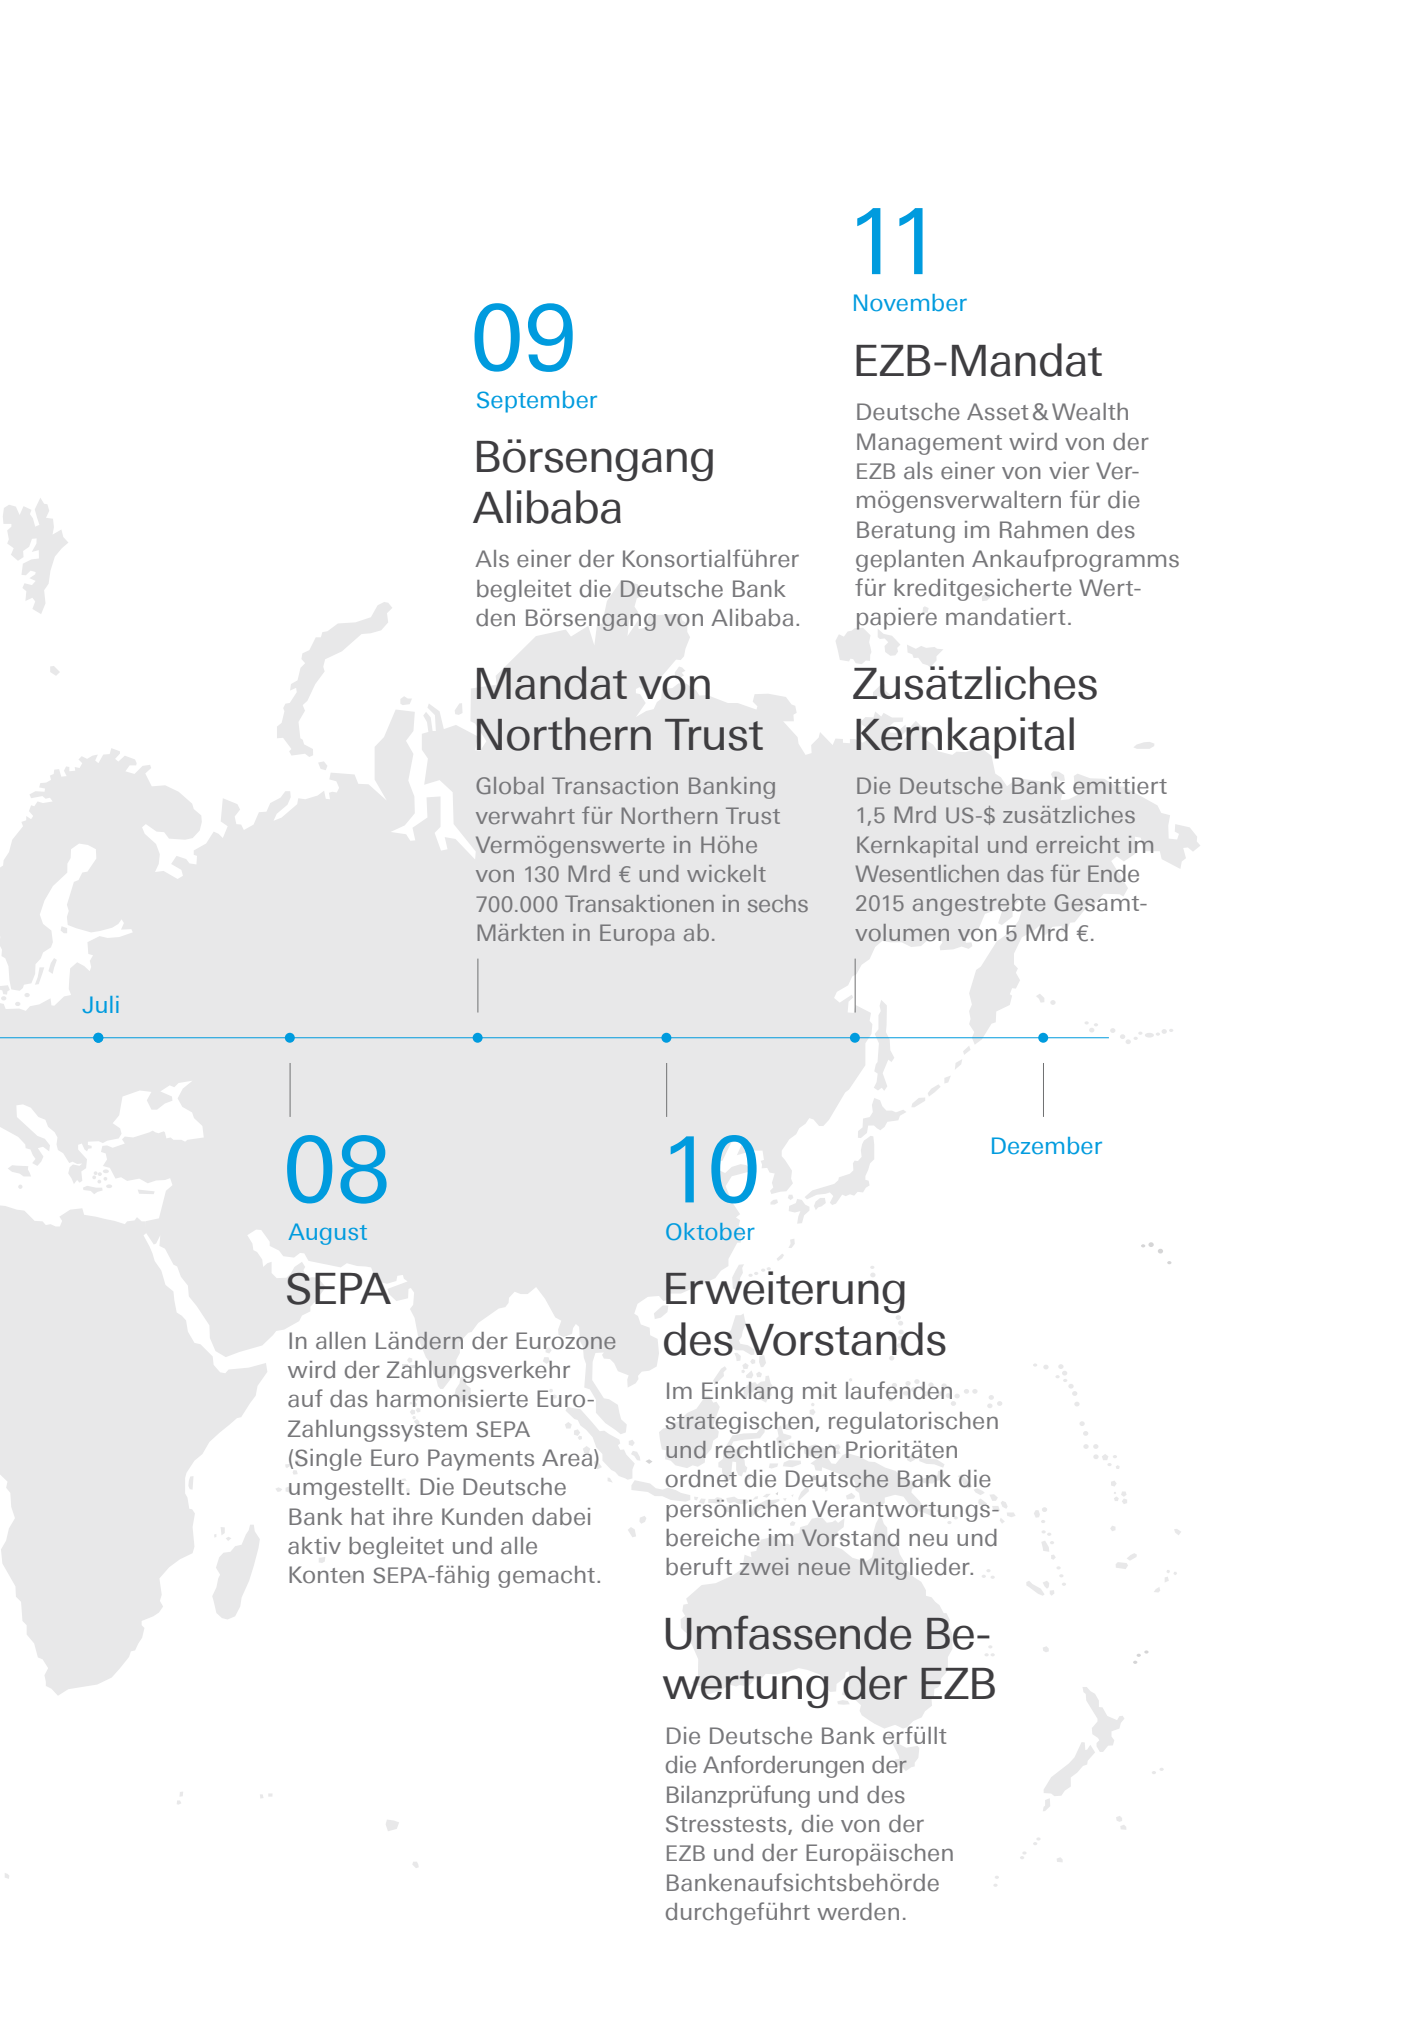 11
November
EZB-Mandat
Deutsche Asset & Wealth
Management wird von der
EZB als einer von vier Ver-
mögensverwaltern für die
Beratung im Rahmen des
geplanten Ankaufprogramms
für kreditgesicherte Wert-
papiere mandatiert.
Zusätzliches
Kernkapital
Die Deutsche Bank emittiert
1,5 Mrd US-$ zusätzliches
Kernkapital und erreicht im
Wesentlichen das für Ende
2015 angestrebte Gesamt-
volumen von 5 Mrd €.
09
September
Börsengang
Alibaba
Als einer der Konsortialführer
begleitet die Deutsche Bank
den Börsengang von Alibaba.
Mandat von
Northern Trust
Global Transaction Banking
verwahrt für Northern Trust
Vermögenswerte in Höhe
von 130 Mrd € und wickelt
700.000 Transaktionen in sechs
Märkten in Europa ab.
Juli
08
August
SEPA
In allen Ländern der Eurozone
wird der Zahlungsverkehr
auf das harmonisierte Euro-
Zahlungssystem SEPA
(Single Euro Payments Area)
umgestellt. Die Deutsche
Bank hat ihre Kunden dabei
aktiv begleitet und alle
Konten SEPA-fähig gemacht.
10
Oktober
Erweiterung
des Vorstands
Im Einklang mit laufenden
strategischen, regulatorischen
und rechtlichen Prioritäten
ordnet die Deutsche Bank die
persönlichen Verantwortungs-
bereiche im Vorstand neu und
beruft zwei neue Mitglieder.
Umfassende Be-
wertung der EZB
Die Deutsche Bank erfüllt
die Anforderungen der
Bilanzprüfung und des
Stresstests, die von der
EZB und der Europäischen
Bankenaufsichtsbehörde
durchgeführt werden.
Dezember